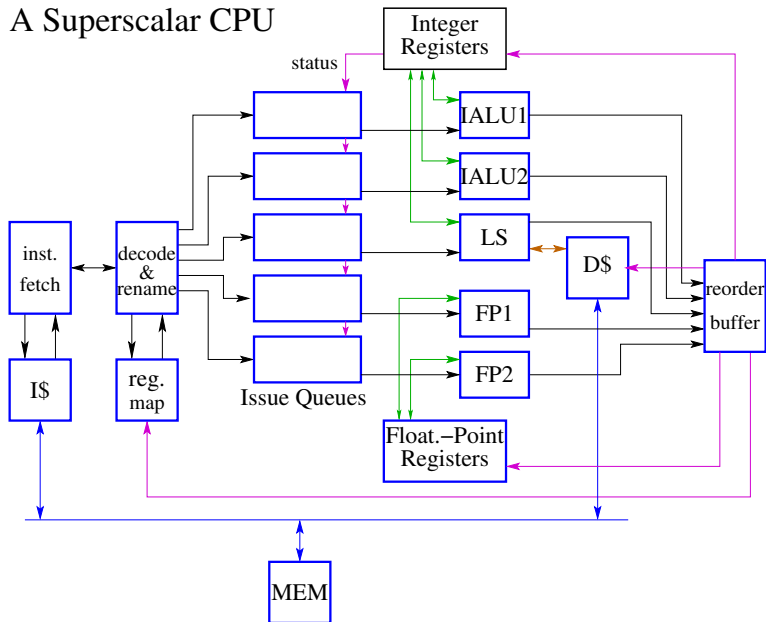 A Superscalar CPU
Integer
Registers
status
IALU1
IALU2
LS
D$
inst.
fetch
decode
&
rename
reorder
buffer
FP1
FP2
I$
reg.
map
Issue Queues
Float.-Point
Registers
MEM